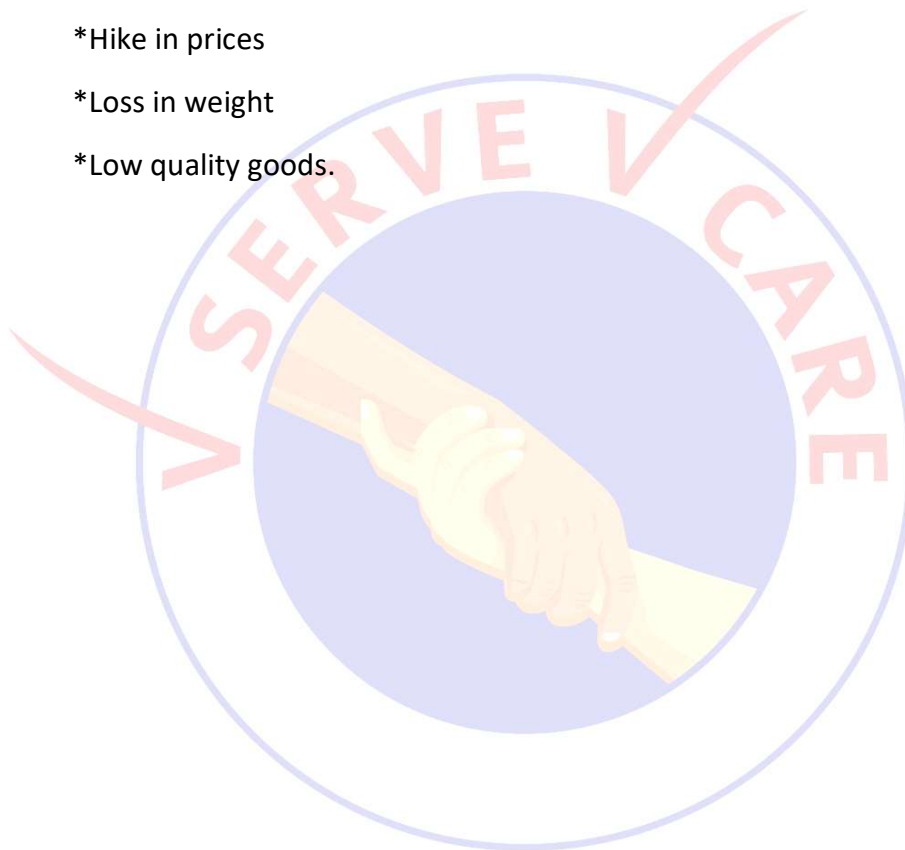 *Hike in prices
*Loss in weight
*Low quality goods.
V SERVE V CARE